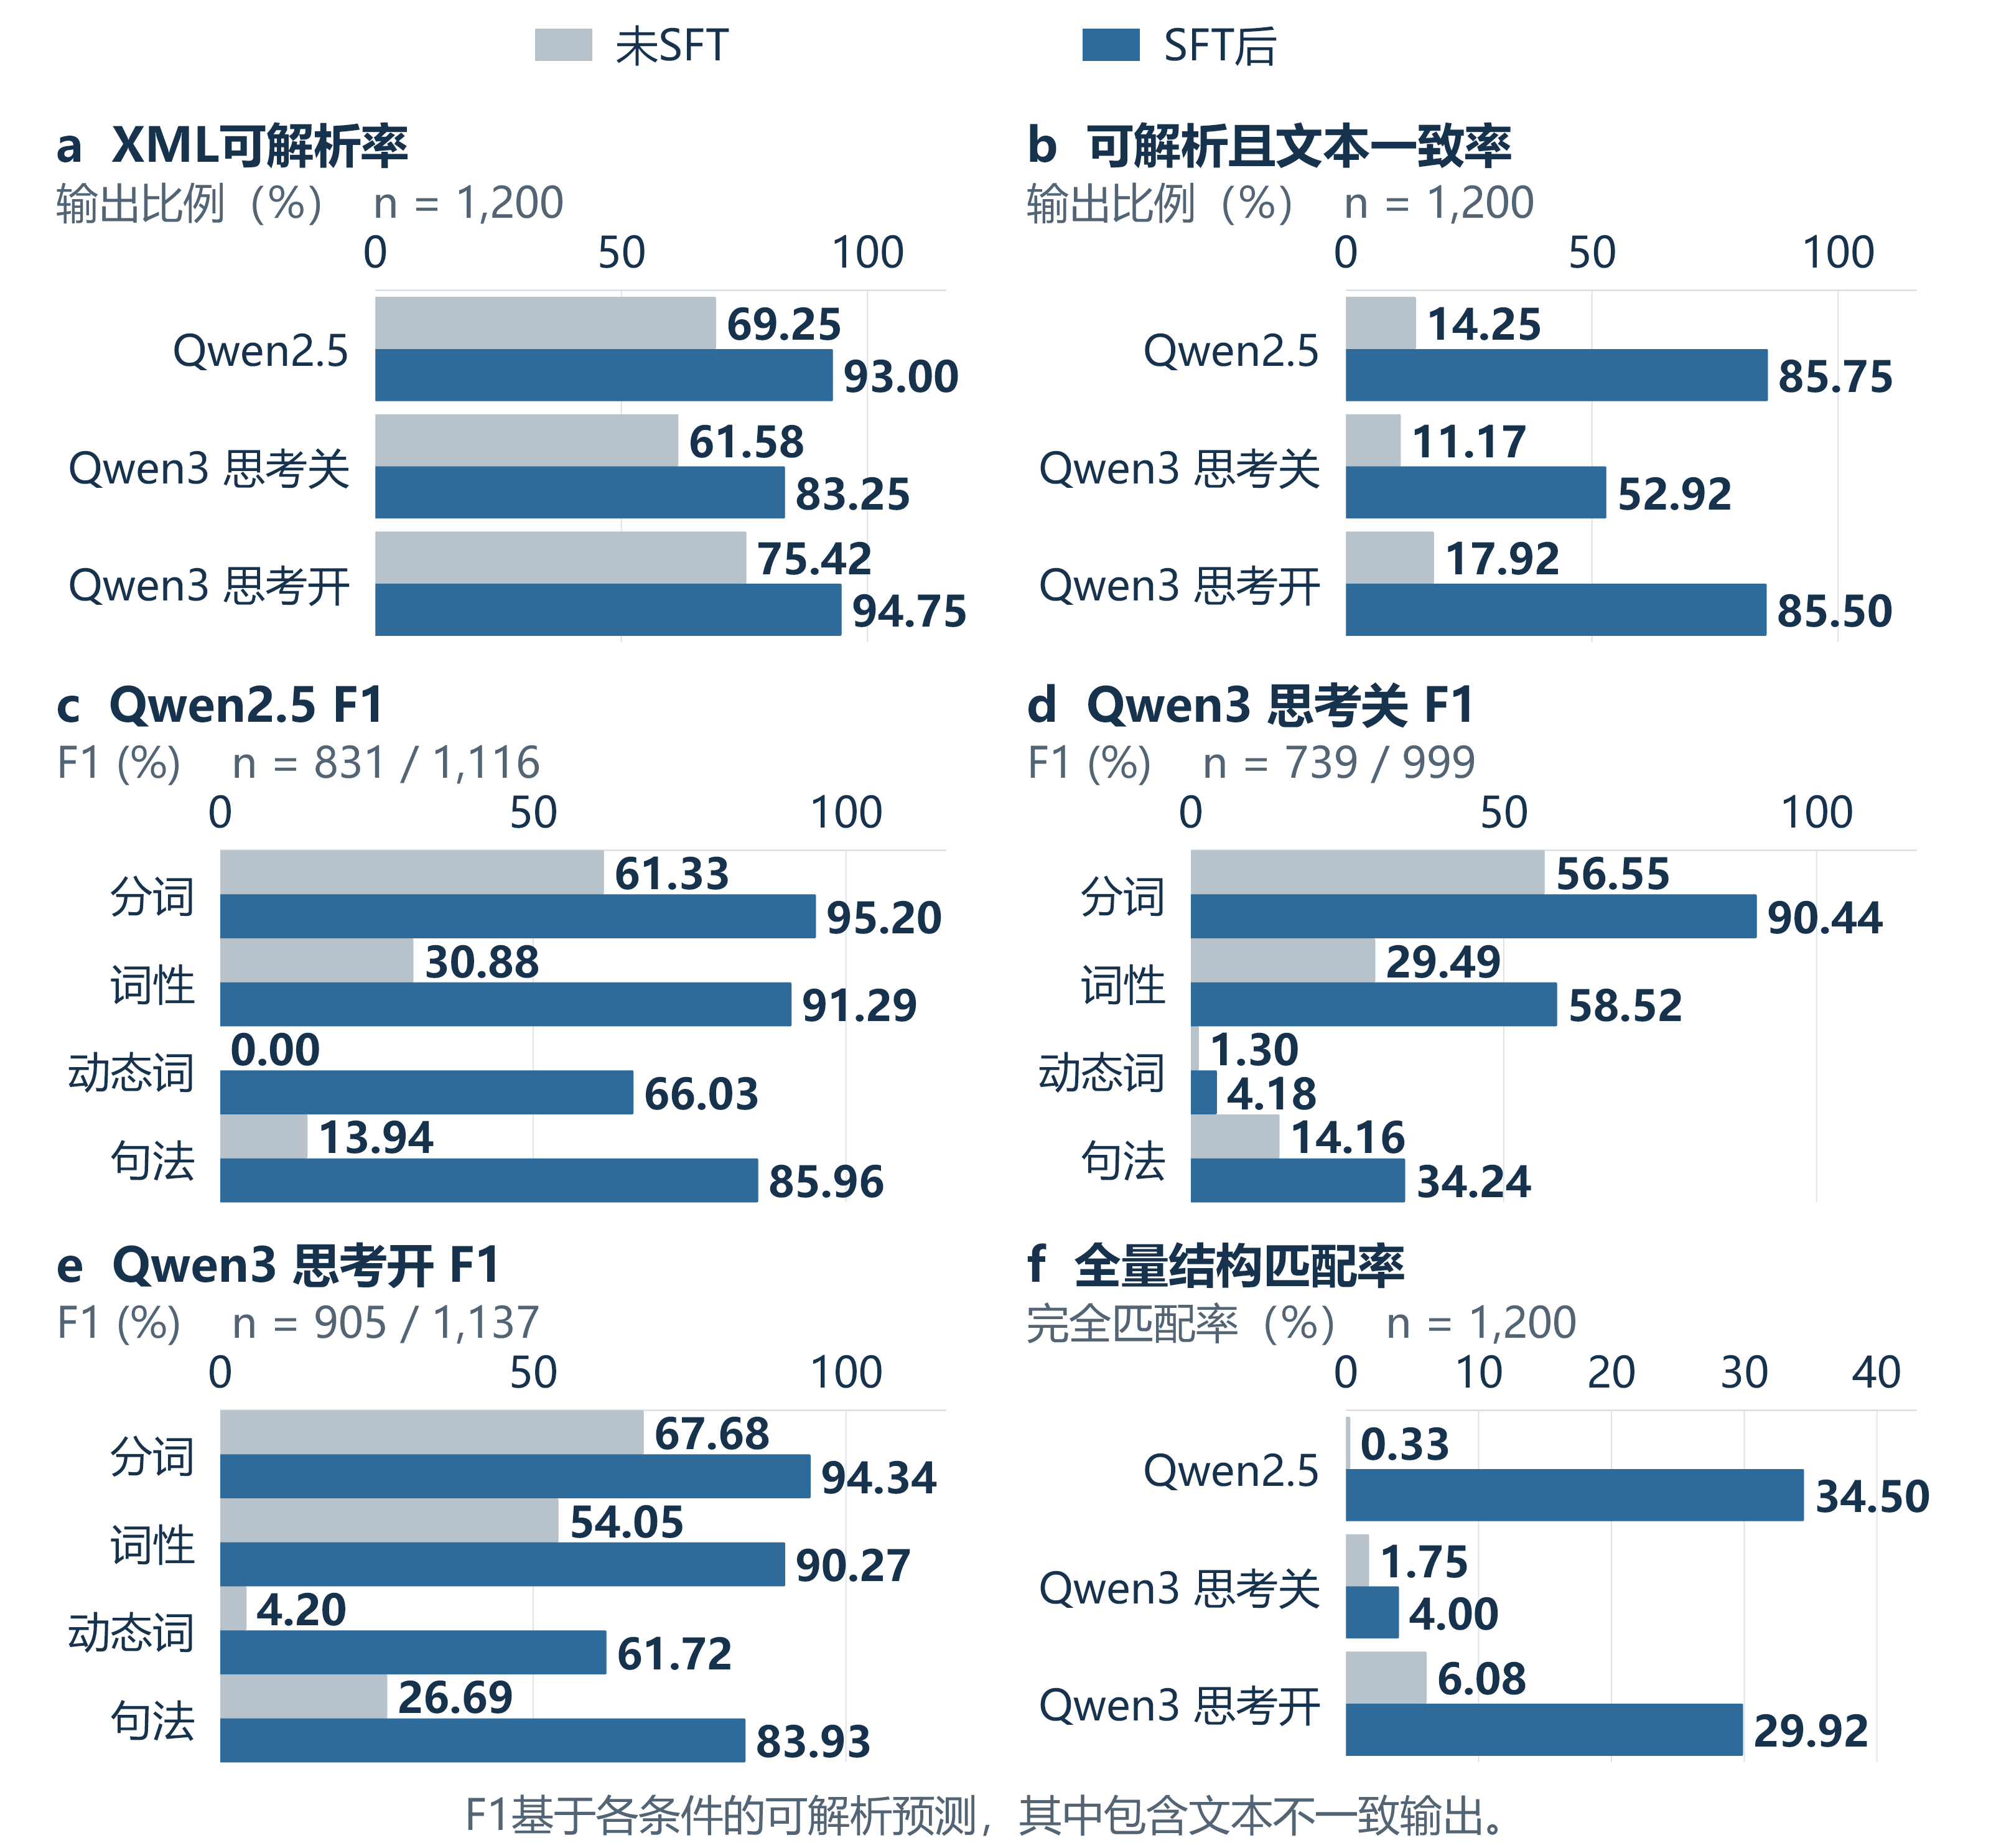 未SFT
SFT后
a XML可解析率
输出比例（%） n = 1,200
0 50 100
Qwen2.5
69.25
93.00
Qwen3 思考关
61.58
83.25
Qwen3 思考开
75.42
94.75
b 可解析且文本一致率
输出比例（%） n = 1,200
0 50 100
Qwen2.5
14.25
85.75
Qwen3 思考关
11.17
52.92
Qwen3 思考开
17.92
85.50
c Qwen2.5 F1
F1 (%) n = 831 / 1,116
0 50 100
分词
61.33
95.20
词性
30.88
91.29
动态词
0.00
66.03
句法
13.94
85.96
d Qwen3 思考关 F1
F1 (%) n = 739 / 999
0 50 100
分词
56.55
90.44
词性
29.49
58.52
动态词
1.30
4.18
句法
14.16
34.24
e Qwen3 思考开 F1
F1 (%) n = 905 / 1,137
0 50 100
分词
67.68
94.34
词性
54.05
90.27
动态词
4.20
61.72
句法
26.69
83.93
f 全量结构匹配率
完全匹配率（%） n = 1,200
0 10 20 30 40
Qwen2.5
0.33
34.50
Qwen3 思考关
1.75
4.00
Qwen3 思考开
6.08
29.92
F1基于各条件的可解析预测，其中包含文本不一致输出。